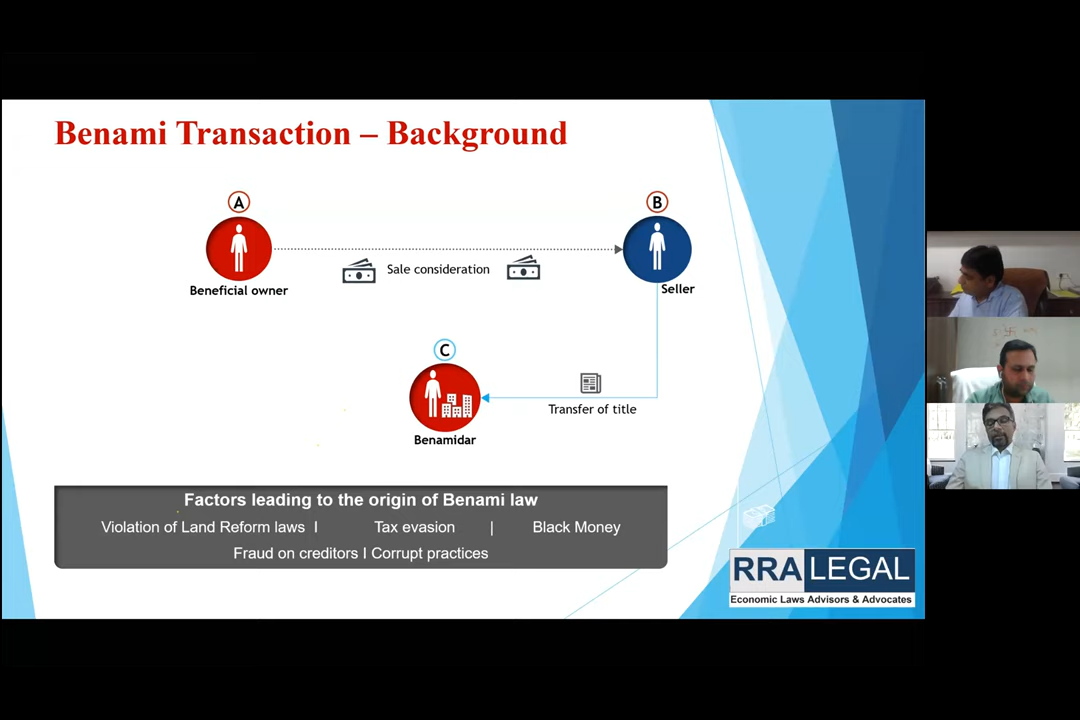 Benami Transaction – Background
A
B
Sale consideration
Beneficial owner
Seller
C
Transfer of title
Benamidar
Factors leading to the origin of Benami law
Violation of Land Reform laws I Tax evasion | Black Money
Fraud on creditors I Corrupt practices
RRA LEGAL
Economic Laws Advisors & Advocates